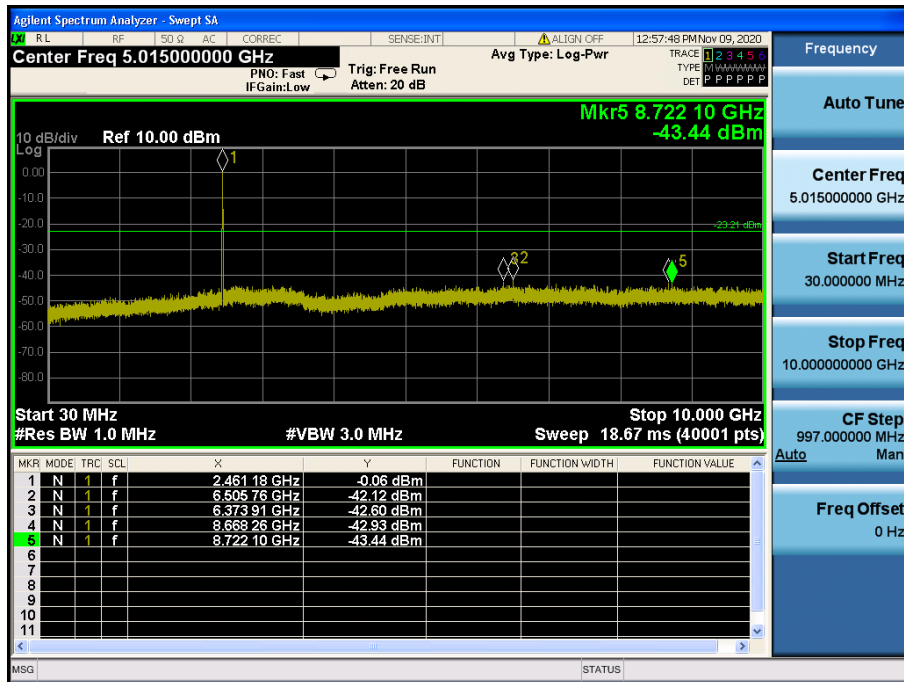 Agilent Spectrum Analyzer - Swept SA
LXI RL RF 50 Ω AC CORREC SENSE:INT ALIGN OFF 12:57:48 PM Nov 09, 2020
Center Freq 5.015000000 GHz
PNO: Fast
IFGain:Low
Trig: Free Run
Atten: 20 dB
Avg Type: Log-Pwr
TRACE 1 2 3 4 5 6
TYPE M W W W W W
DET P P P P P P
Mkr5 8.722 10 GHz
-43.44 dBm
10 dB/div Ref 10.00 dBm
Log
0.00
-10.0
-20.0
-30.0
-40.0
-50.0
-60.0
-70.0
-80.0
1
-23.21 dBm
2
5
Start 30 MHz Stop 10.000 GHz
#Res BW 1.0 MHz #VBW 3.0 MHz Sweep 18.67 ms (40001 pts)
MKR MODE TRC SCL X Y FUNCTION FUNCTION WIDTH FUNCTION VALUE
1 N 1 f 2.461 18 GHz -0.06 dBm
2 N 1 f 6.505 76 GHz -42.12 dBm
3 N 1 f 6.373 91 GHz -42.60 dBm
4 N 1 f 8.668 26 GHz -42.93 dBm
5 N 1 f 8.722 10 GHz -43.44 dBm
6
7
8
9
10
11
MSG STATUS
Frequency
Auto Tune
Center Freq
5.015000000 GHz
Start Freq
30.000000 MHz
Stop Freq
10.000000000 GHz
CF Step
997.000000 MHz
Auto Man
Freq Offset
0 Hz